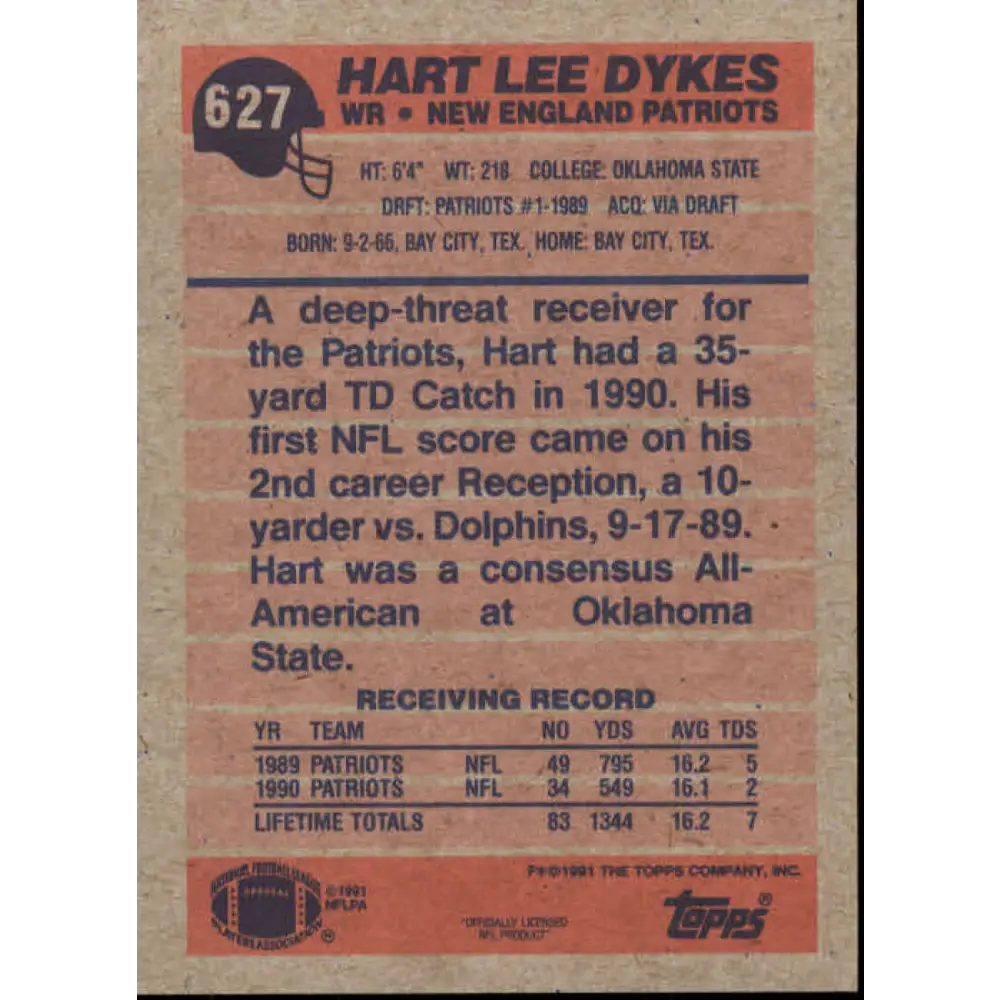 627
HART LEE DYKES
WR • NEW ENGLAND PATRIOTS
HT: 6'4" WT: 218 COLLEGE: OKLAHOMA STATE
DRFT: PATRIOTS #1-1989 ACQ: VIA DRAFT
BORN: 9-2-66, BAY CITY, TEX. HOME: BAY CITY, TEX.
A deep-threat receiver for
the Patriots, Hart had a 35-
yard TD Catch in 1990. His
first NFL score came on his
2nd career Reception, a 10-
yarder vs. Dolphins, 9-17-89.
Hart was a consensus All-
American at Oklahoma
State.
RECEIVING RECORD
YR TEAM NO YDS AVG TDS
1989 PATRIOTS NFL 49 795 16.2 5
1990 PATRIOTS NFL 34 549 16.1 2
LIFETIME TOTALS 83 1344 16.2 7
©1991 THE TOPPS COMPANY, INC.
NATIONAL FOOTBALL LEAGUE
OFFICIAL
PLAYERS ASSOCIATION
®
©1991
NFLPA
"OFFICIALLY LICENSED
NFL PRODUCT"
topps®